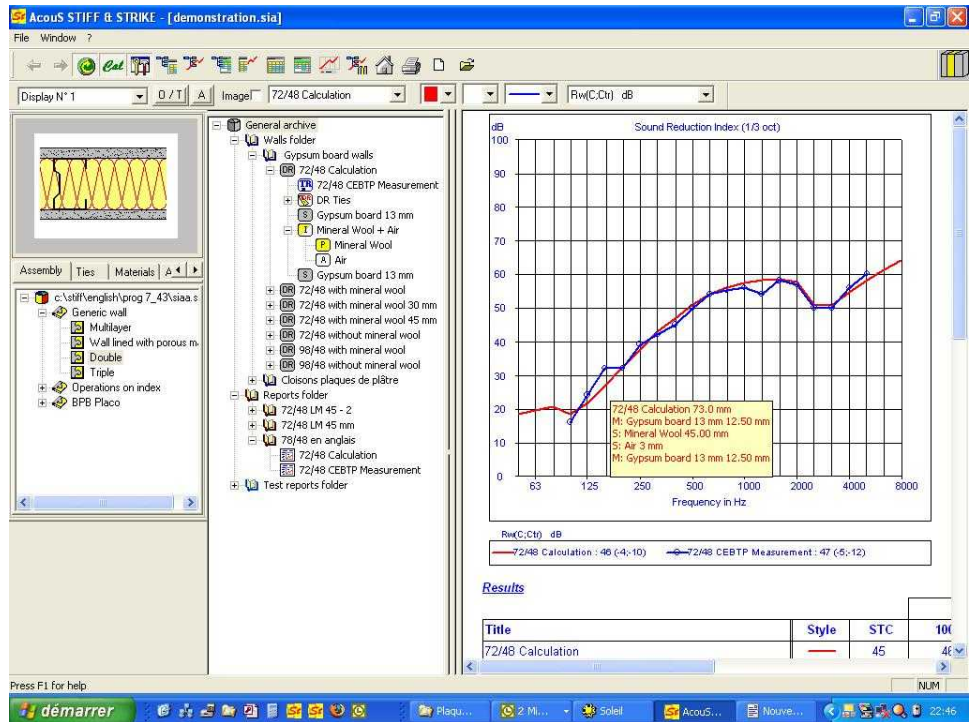 AcouS STIFF & STRIKE - [demonstration.sia]
File Window ?
Cal
Display N° 1 0 / T A Image 72/48 Calculation Rw(C;Ctr) dB
Assembly Ties Materials A
c:\stiff\english\prog 7_43\siaa.s
Generic wall
Multilayer
Wall lined with porous m
Double
Triple
Operations on index
BPB Placo
General archive
Walls folder
Gypsum board walls
DR 72/48 Calculation
72/48 CEBTP Measurement
DR Ties
S Gypsum board 13 mm
T Mineral Wool + Air
P Mineral Wool
A Air
S Gypsum board 13 mm
DR 72/48 with mineral wool
DR 72/48 with mineral wool 30 mm
DR 72/48 with mineral wool 45 mm
DR 72/48 without mineral wool
DR 98/48 with mineral wool
DR 98/48 without mineral wool
Cloisons plaques de plâtre
Reports folder
72/48 LM 45 - 2
72/48 LM 45 mm
78/48 en anglais
72/48 Calculation
72/48 CEBTP Measurement
Test reports folder
dB
Sound Reduction Index (1/3 oct)
100
90
80
70
60
50
40
30
20
10
0
72/48 Calculation 73.0 mm
M: Gypsum board 13 mm 12.50 mm
S: Mineral Wool 45.00 mm
S: Air 3 mm
M: Gypsum board 13 mm 12.50 mm
63 125 250 500 1000 2000 4000 8000
Frequency in Hz
Rw(C;Ctr) dB
72/48 Calculation : 46 (-4;-10) 72/48 CEBTP Measurement : 47 (-5;-12)
Results
Title Style STC 100
72/48 Calculation 45 46
Press F1 for help NUM
démarrer Plaqu... 2 Mi... Soleil AcouS... Nouve... 22:46